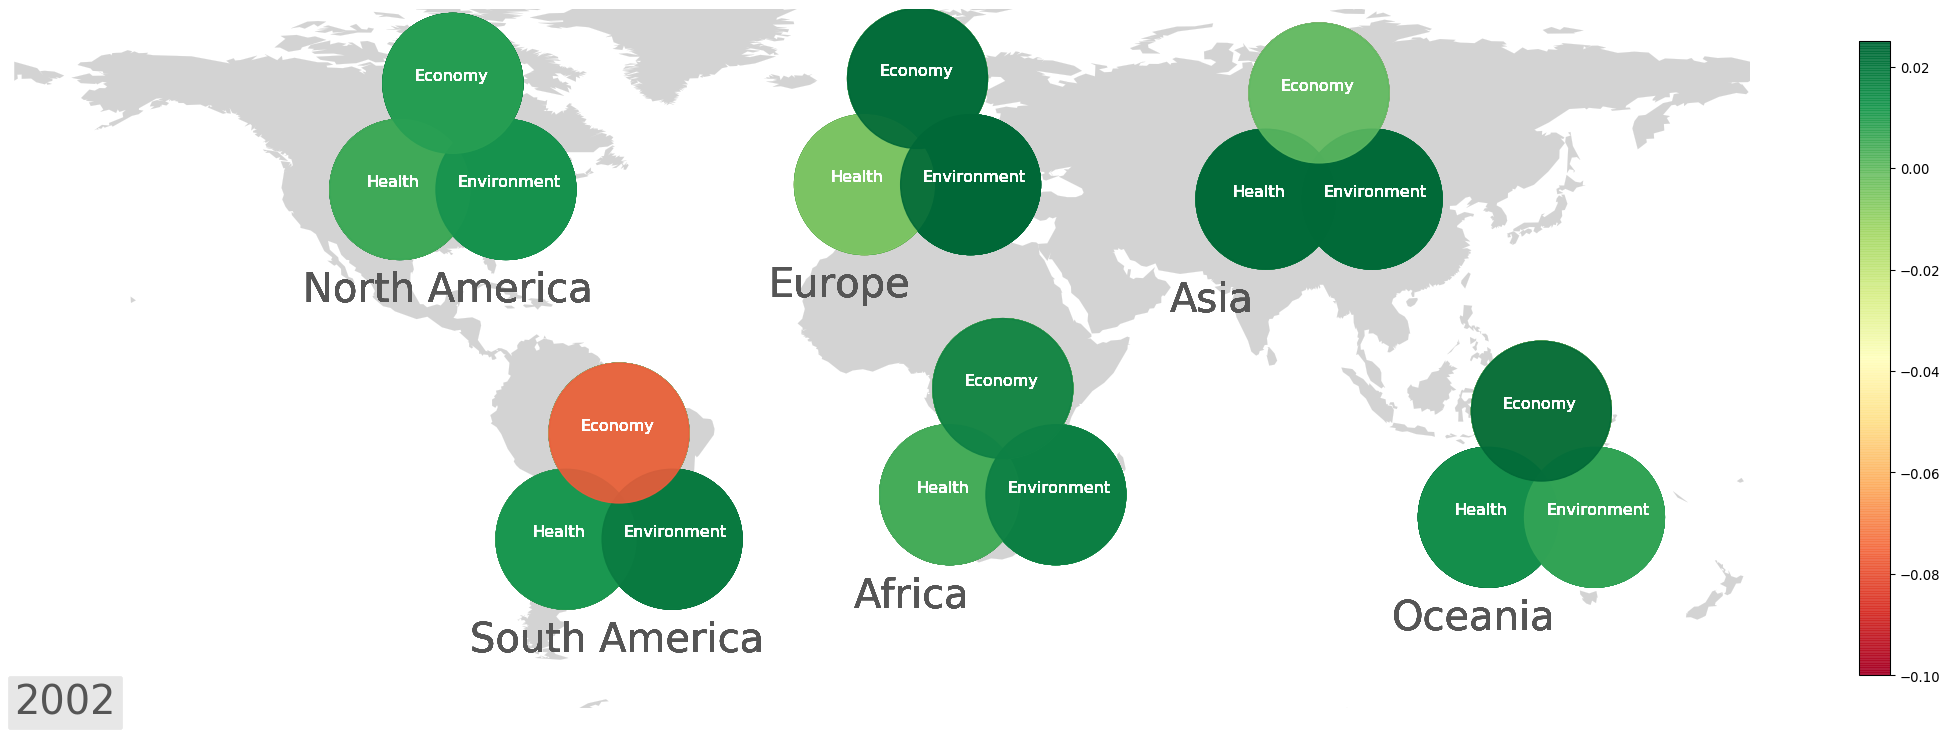 Economy
Health
Environment
North America
Economy
Health
Environment
Europe
Economy
Health
Environment
Asia
Economy
Health
Environment
South America
Economy
Health
Environment
Africa
Economy
Health
Environment
Oceania
2002
0.02
0.00
−0.02
−0.04
−0.06
−0.08
−0.10